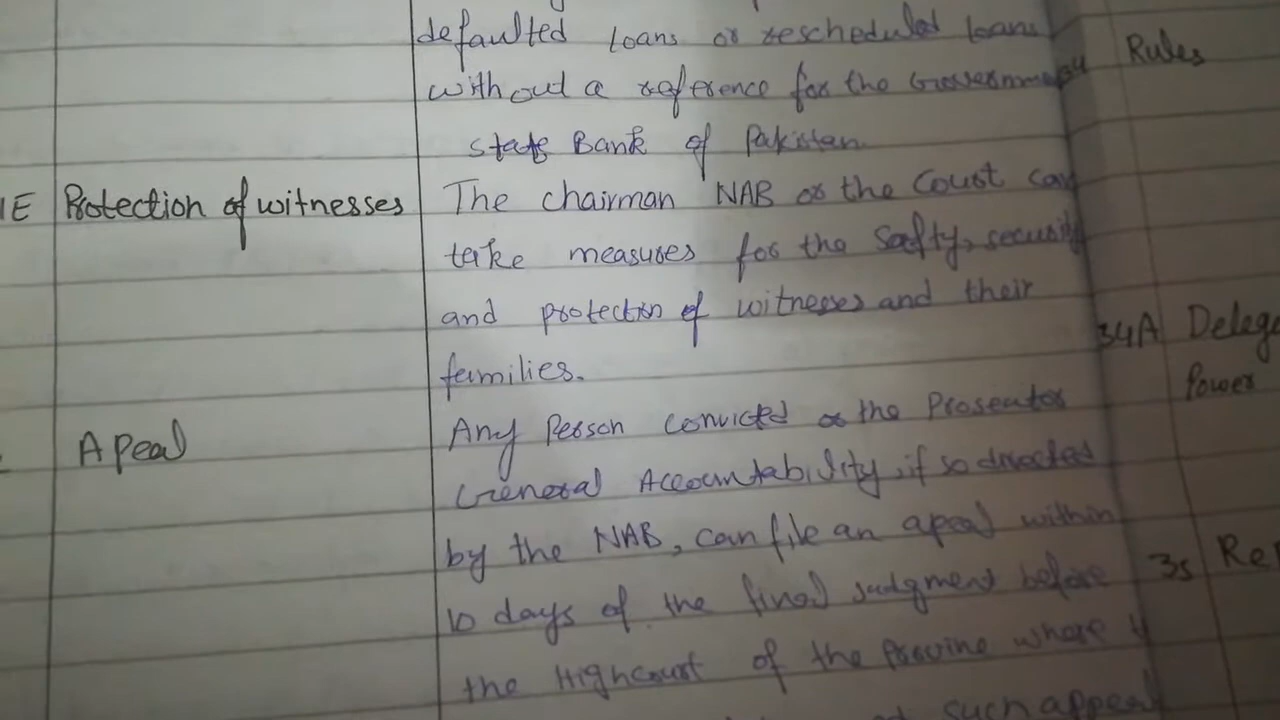 defaulted loans or rescheduled loans
without a reference for the Governme
state Bank of Pakistan
1E Protection of witnesses The chairman NAB or the Court can
take measures for the Safty, security
and protection of witnesses and their
families.
Apeal Any Person convicted or the Prosecutor
General Accountability, if so directed
by the NAB, can file an apeal within
10 days of the final Judgment before
the Highcourt of the Provine where
such appeal
34 Rules
34A Deleg
Power
35 Re